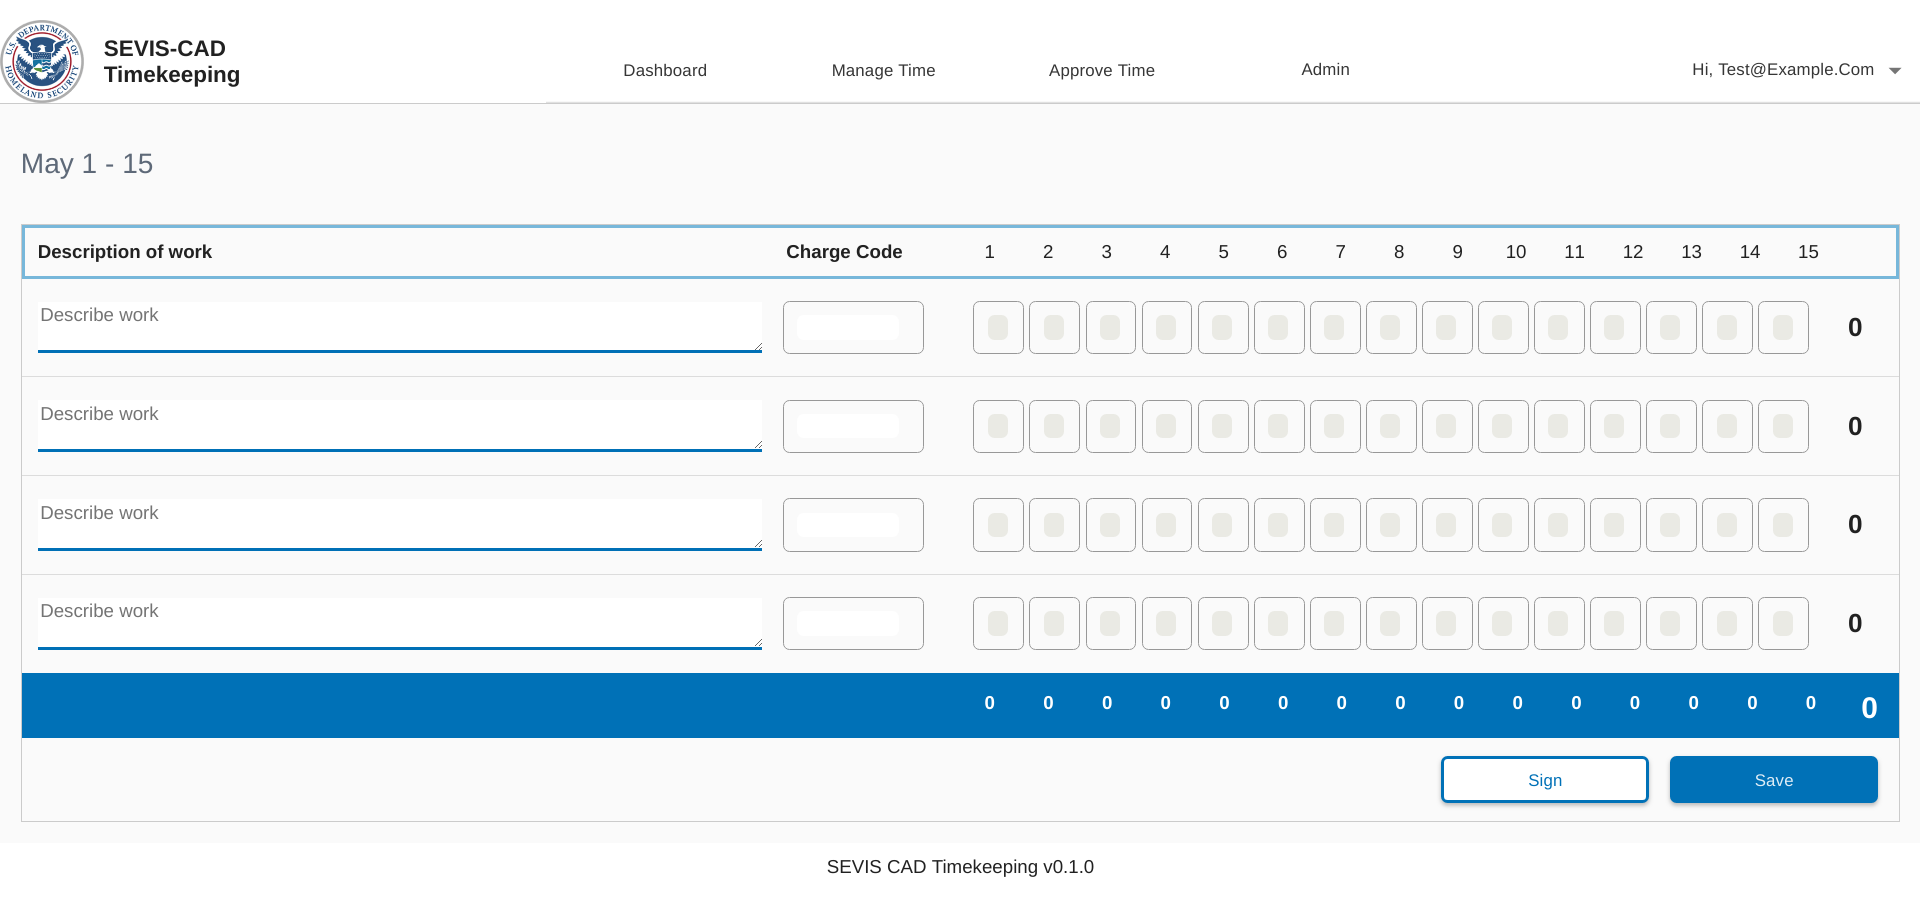 U.S. DEPARTMENT OF
HOMELAND SECURITY
SEVIS-CAD
Timekeeping
Dashboard Manage Time Approve Time Admin Hi, Test@Example.Com
May 1 - 15
Description of work Charge Code 1 2 3 4 5 6 7 8 9 10 11 12 13 14 15
Describe work 0
Describe work 0
Describe work 0
Describe work 0
0 0 0 0 0 0 0 0 0 0 0 0 0 0 0 0
Sign Save
SEVIS CAD Timekeeping v0.1.0